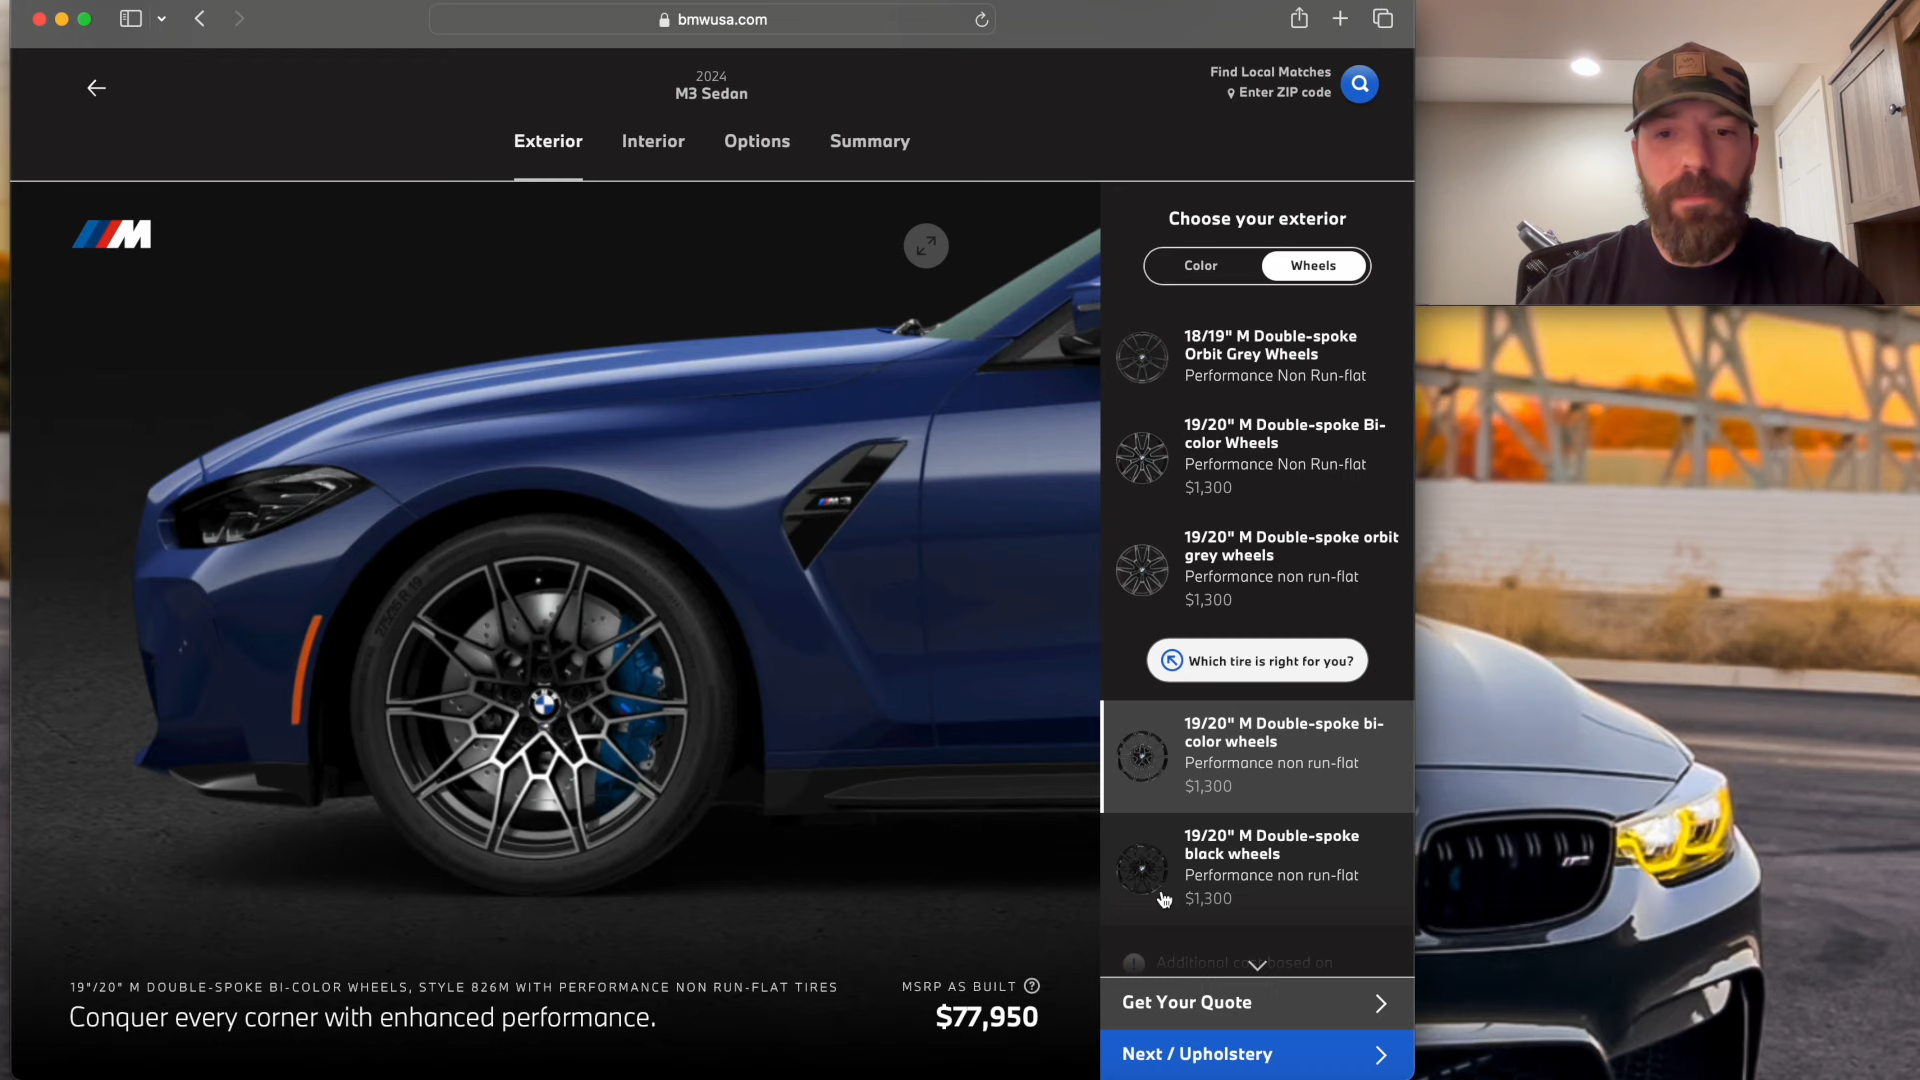 bmwusa.com
2024
M3 Sedan
Find Local Matches
Enter ZIP code
Exterior
Interior
Options
Summary
M
Choose your exterior
Color
Wheels
18/19" M Double-spoke
Orbit Grey Wheels
Performance Non Run-flat
19/20" M Double-spoke Bi-
color Wheels
Performance Non Run-flat
$1,300
19/20" M Double-spoke orbit
grey wheels
Performance non run-flat
$1,300
Which tire is right for you?
19/20" M Double-spoke bi-
color wheels
Performance non run-flat
$1,300
19/20" M Double-spoke
black wheels
Performance non run-flat
$1,300
Additional cost based on
M3
19"/20" M DOUBLE-SPOKE BI-COLOR WHEELS, STYLE 826M WITH PERFORMANCE NON RUN-FLAT TIRES
Conquer every corner with enhanced performance.
MSRP AS BUILT
$77,950
Get Your Quote
Next / Upholstery